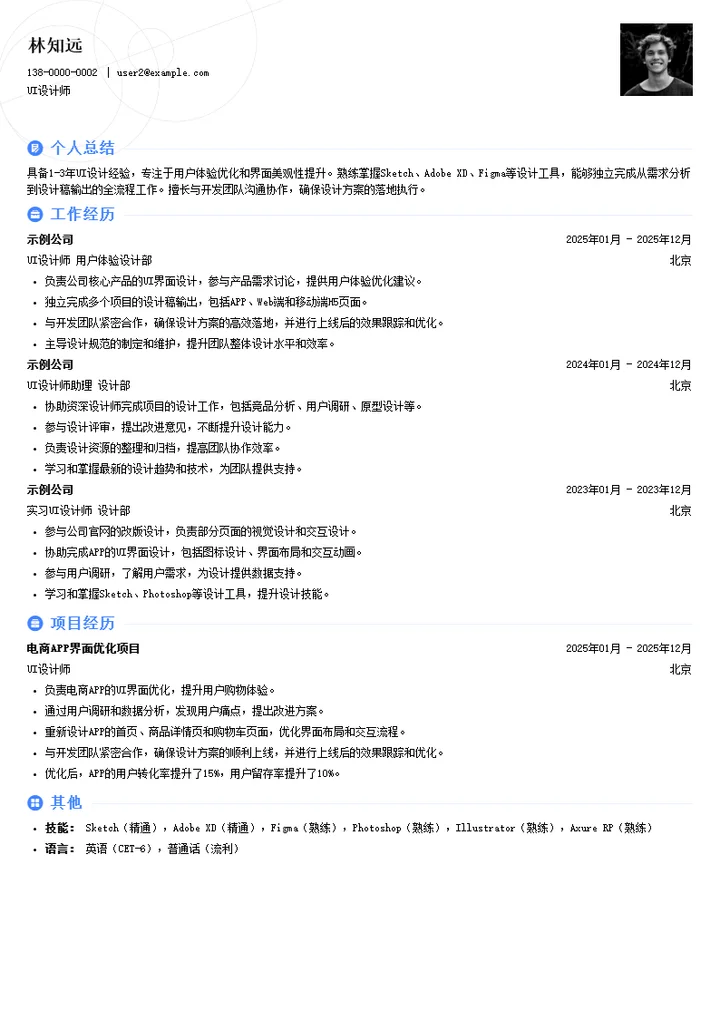 林知远
138-0000-0002 | user2@example.com
UI设计师
个人总结
具备1-3年UI设计经验，专注于用户体验优化和界面美观性提升。熟练掌握Sketch、Adobe XD、Figma等设计工具，能够独立完成从需求分析
到设计稿输出的全流程工作。擅长与开发团队沟通协作，确保设计方案的落地执行。
工作经历
示例公司 2025年01月 - 2025年12月
UI设计师 用户体验设计部 北京
• 负责公司核心产品的UI界面设计，参与产品需求讨论，提供用户体验优化建议。
• 独立完成多个项目的设计稿输出，包括APP、Web端和移动端H5页面。
• 与开发团队紧密合作，确保设计方案的高效落地，并进行上线后的效果跟踪和优化。
• 主导设计规范的制定和维护，提升团队整体设计水平和效率。
示例公司 2024年01月 - 2024年12月
UI设计师助理 设计部 北京
• 协助资深设计师完成项目的设计工作，包括竞品分析、用户调研、原型设计等。
• 参与设计评审，提出改进意见，不断提升设计能力。
• 负责设计资源的整理和归档，提高团队协作效率。
• 学习和掌握最新的设计趋势和技术，为团队提供支持。
示例公司 2023年01月 - 2023年12月
实习UI设计师 设计部 北京
• 参与公司官网的改版设计，负责部分页面的视觉设计和交互设计。
• 协助完成APP的UI界面设计，包括图标设计、界面布局和交互动画。
• 参与用户调研，了解用户需求，为设计提供数据支持。
• 学习和掌握Sketch、Photoshop等设计工具，提升设计技能。
项目经历
电商APP界面优化项目 2025年01月 - 2025年12月
UI设计师 北京
• 负责电商APP的UI界面优化，提升用户购物体验。
• 通过用户调研和数据分析，发现用户痛点，提出改进方案。
• 重新设计APP的首页、商品详情页和购物车页面，优化界面布局和交互流程。
• 与开发团队紧密合作，确保设计方案的顺利上线，并进行上线后的效果跟踪和优化。
• 优化后，APP的用户转化率提升了15%，用户留存率提升了10%。
其他
• 技能： Sketch（精通），Adobe XD（精通），Figma（熟练），Photoshop（熟练），Illustrator（熟练），Axure RP（熟练）
• 语言： 英语（CET-6），普通话（流利）